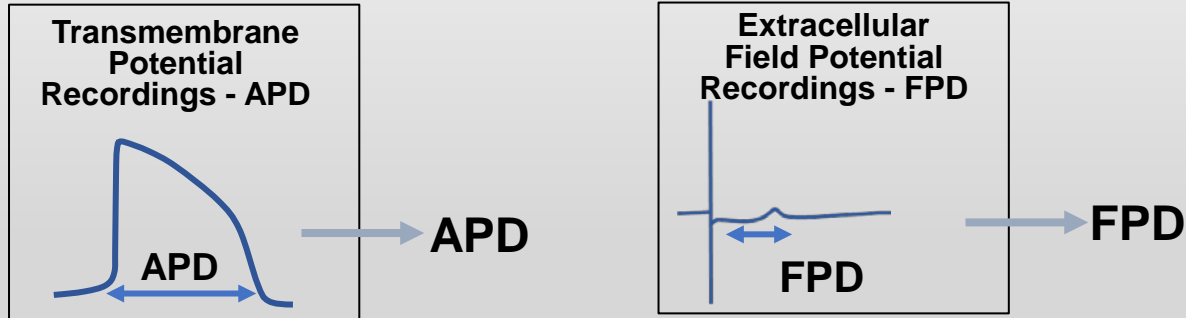 Transmembrane
Potential
Recordings - APD
APD
APD
Extracellular
Field Potential
Recordings - FPD
FPD
FPD